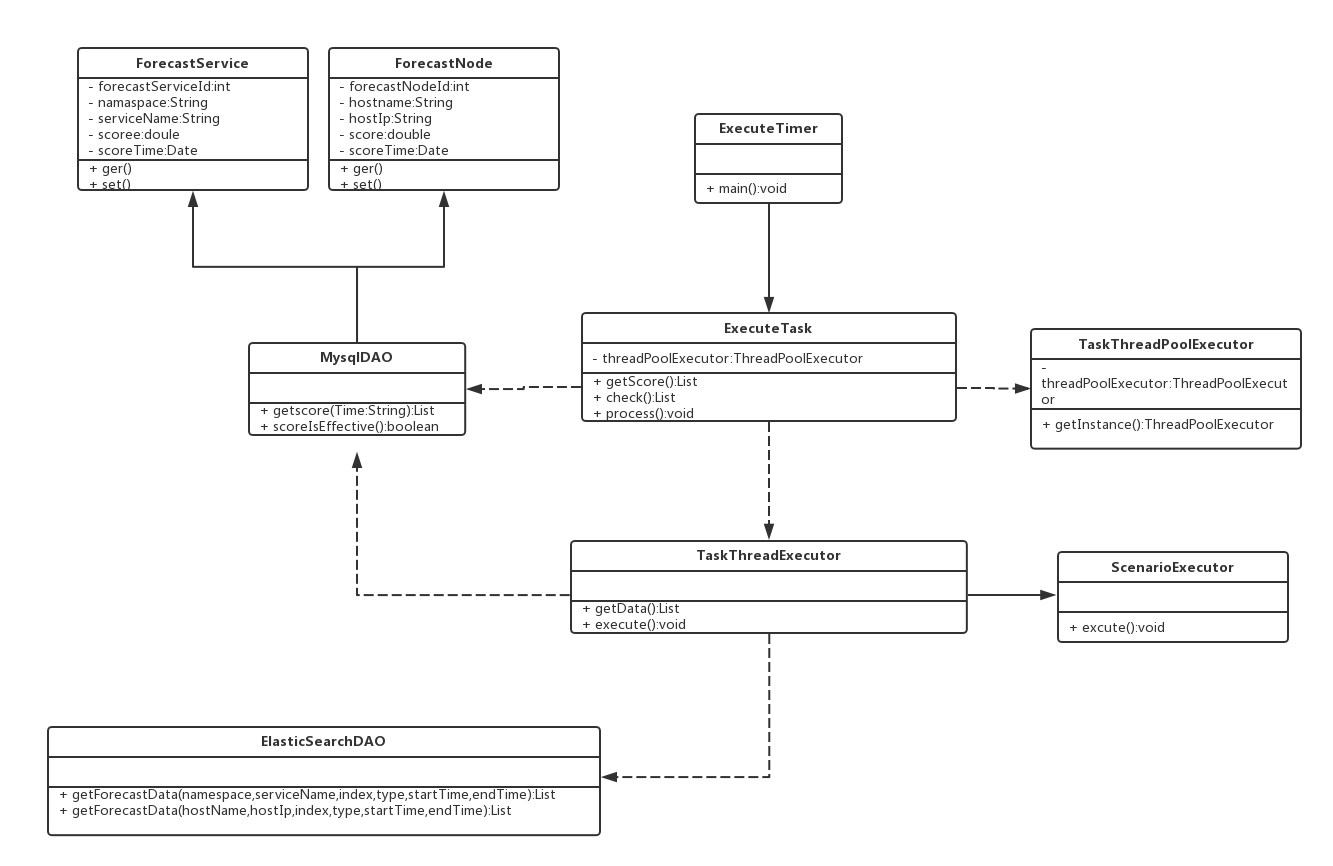 ForecastService
- forecastServiceId:int
- namaspace:String
- serviceName:String
- scoree:doule
- scoreTime:Date
+ ger()
+ set()
ForecastNode
- forecastNodeId:int
- hostname:String
- hostIp:String
- score:double
- scoreTime:Date
+ ger()
+ set()
ExecuteTimer
+ main():void
MysqlDAO
+ getscore(Time:String):List
+ scoreIsEffective():boolean
ExecuteTask
- threadPoolExecutor:ThreadPoolExecutor
+ getScore():List
+ check():List
+ process():void
TaskThreadPoolExecutor
-
threadPoolExecutor:ThreadPoolExecut
or
+ getInstance():ThreadPoolExecutor
TaskThreadExecutor
+ getData():List
+ execute():void
ScenarioExecutor
+ excute():void
ElasticSearchDAO
+ getForecastData(namespace,serviceName,index,type,startTime,endTime):List
+ getForecastData(hostName,hostIp,index,type,startTime,endTime):List